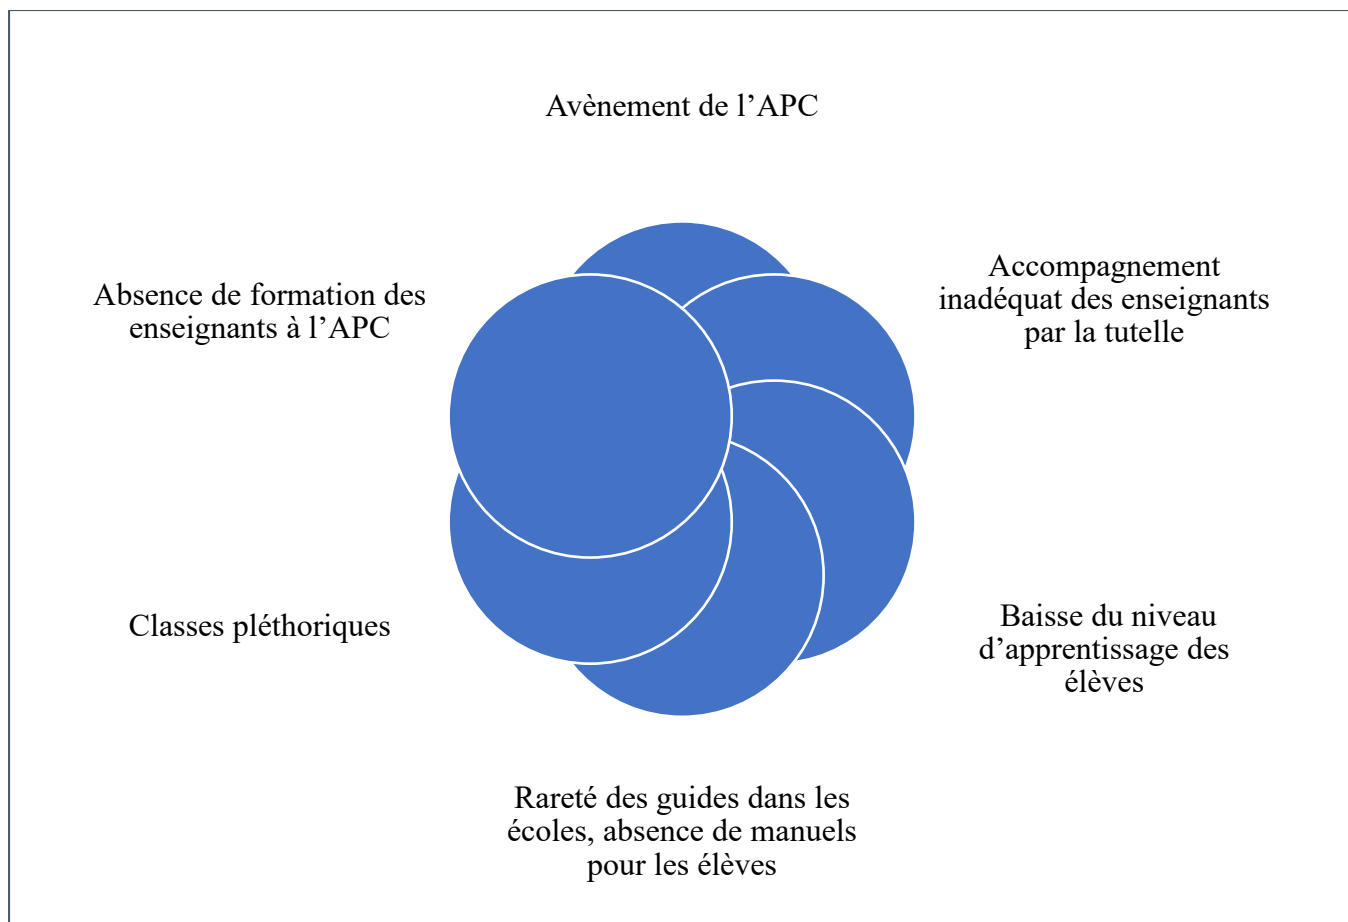 Avènement de l’APC
Accompagnement
inadéquat des enseignants
par la tutelle
Absence de formation des
enseignants à l’APC
Classes pléthoriques
Baisse du niveau
d’apprentissage des
élèves
Rareté des guides dans les
écoles, absence de manuels
pour les élèves